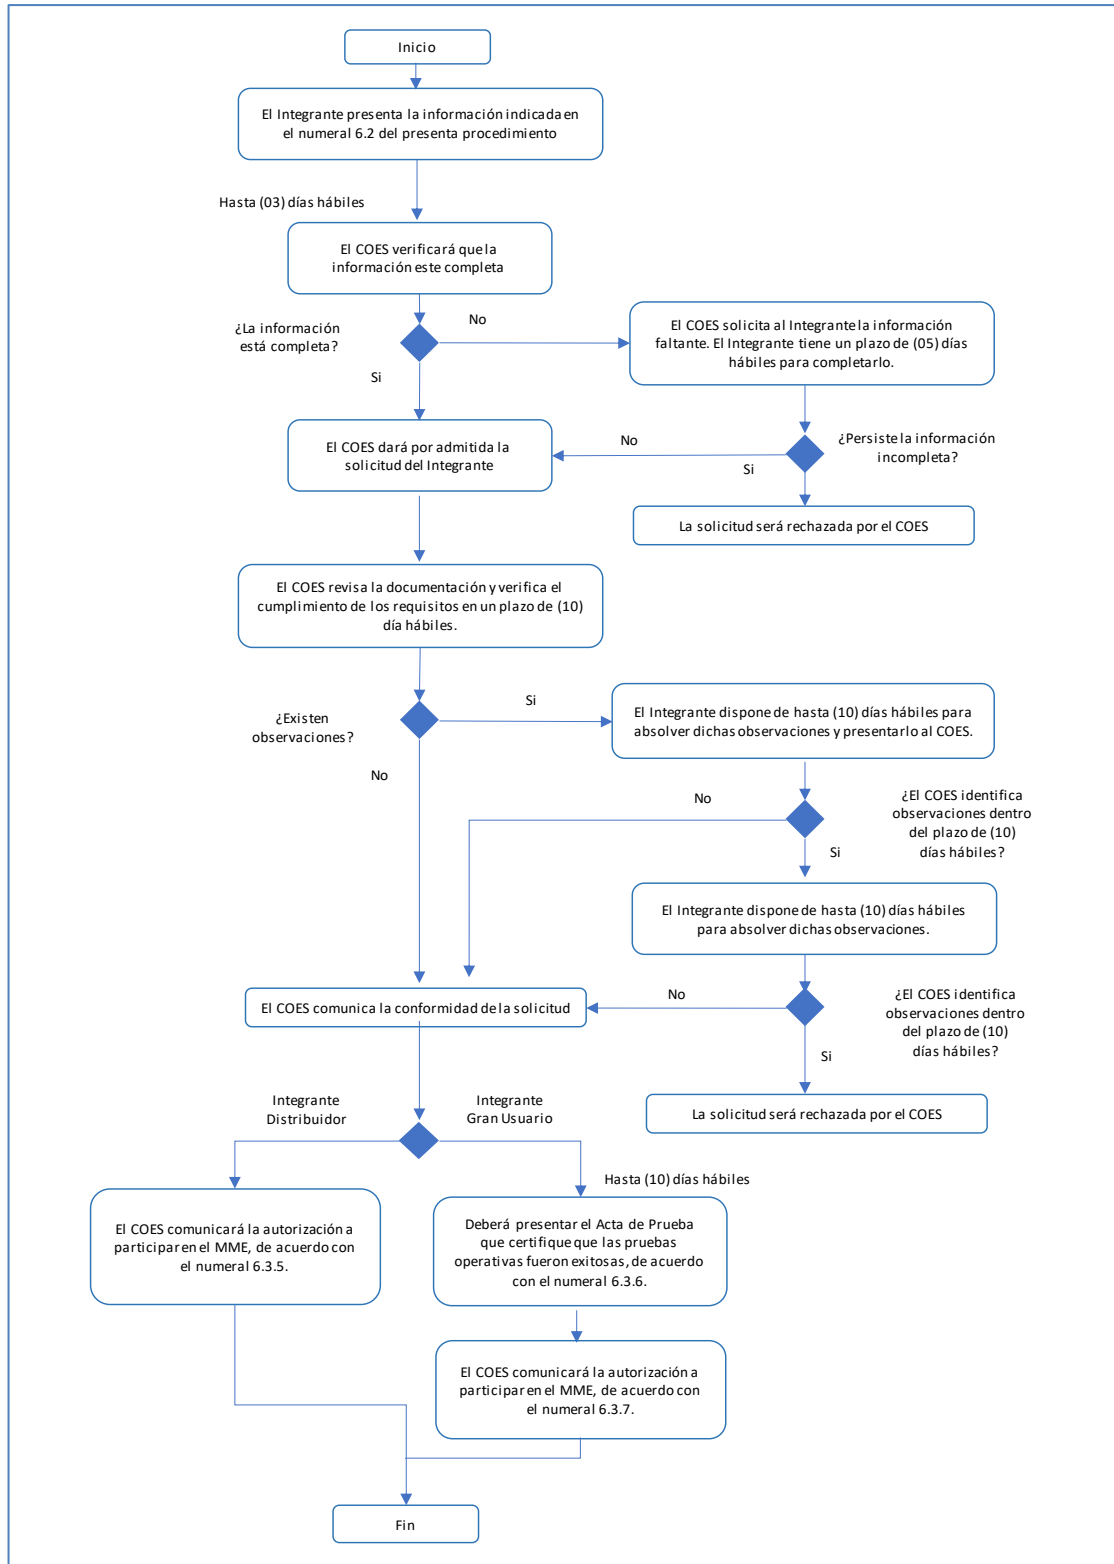 Inicio
El Integrante presenta la información indicada en
el numeral 6.2 del presenta procedimiento
Hasta (03) días hábiles
El COES verificará que la
información este completa
¿La información
está completa?
No
Si
El COES solicita al Integrante la información
faltante. El Integrante tiene un plazo de (05) días
hábiles para completarlo.
El COES dará por admitida la
solicitud del Integrante
No
¿Persiste la información
incompleta?
Si
La solicitud será rechazada por el COES
El COES revisa la documentación y verifica el
cumplimiento de los requisitos en un plazo de (10)
día hábiles.
¿Existen
observaciones?
Si
No
El Integrante dispone de hasta (10) días hábiles para
absolver dichas observaciones y presentarlo al COES.
No
¿El COES identifica
observaciones dentro
del plazo de (10)
días hábiles?
Si
El Integrante dispone de hasta (10) días hábiles
para absolver dichas observaciones.
El COES comunica la conformidad de la solicitud
No
¿El COES identifica
observaciones dentro
del plazo de (10)
días hábiles?
Si
La solicitud será rechazada por el COES
Integrante
Distribuidor
Integrante
Gran Usuario
Hasta (10) días hábiles
El COES comunicará la autorización a
participar en el MME, de acuerdo con
el numeral 6.3.5.
Deberá presentar el Acta de Prueba
que certifique que las pruebas
operativas fueron exitosas, de acuerdo
con el numeral 6.3.6.
El COES comunicará la autorización a
participar en el MME, de acuerdo con
el numeral 6.3.7.
Fin